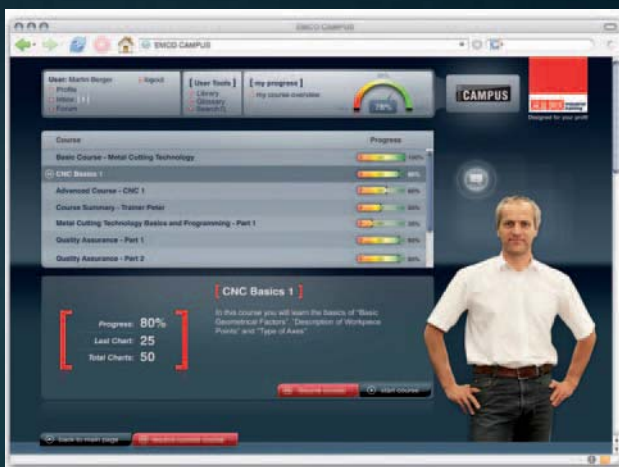 EMCO CAMPUS
EMCO CAMPUS
User: Martin Berger
logout
Profile
Inbox
Forum
[ User Tools ]
Library
Glossary
Search
[ my progress ]
my course-overview
78%
CAMPUS
industrial
training
Designed for your profit
Course Progress
Basic Course - Metal Cutting Technology 100%
CNC Basics 1 80%
Advanced Course - CNC 1
Course Summary - Trainer Peter
Metal Cutting Technology Basics and Programming - Part 1
Quality Assurance - Part 1
Quality Assurance - Part 2
[ CNC Basics 1 ]
In this course you will learn the basics of "Basic
Geometrical Factors", "Description of Workpiece
Points" and "Type of Axes"
Progress: 80%
Last Chart: 25
Total Charts: 50
resume course
start course
back to main page
resume current course